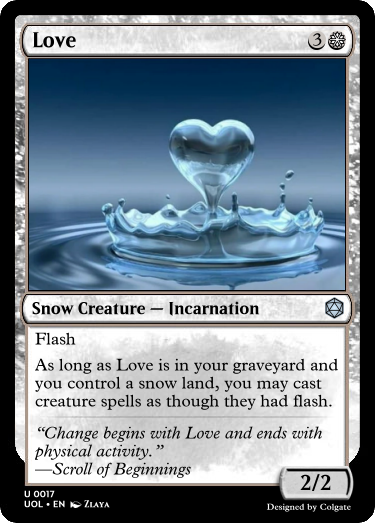 Love 3
Snow Creature — Incarnation
Flash
As long as Love is in your graveyard and
you control a snow land, you may cast
creature spells as though they had flash.
“Change begins with Love and ends with
physical activity.”
—Scroll of Beginnings
2/2
U 0017
UOL • EN ZLAYA
Designed by Colgate